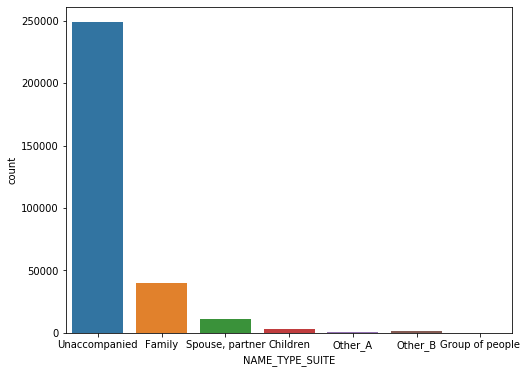 250000
200000
150000
100000
50000
0
count
Unaccompanied Family Spouse, partner Children Other_A Other_B Group of people
NAME_TYPE_SUITE